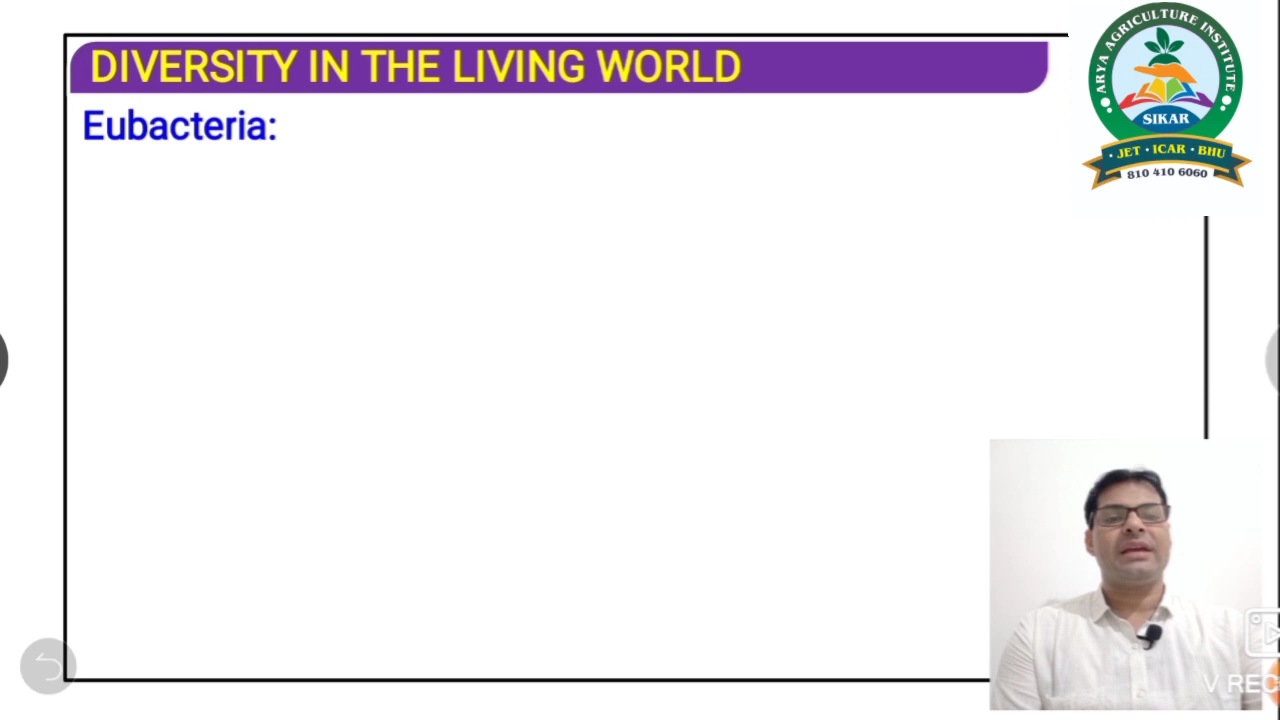 DIVERSITY IN THE LIVING WORLD
Eubacteria:
ARYA AGRICULTURE INSTITUTE
SIKAR
· JET · ICAR · BHU
810 410 6060
V REC